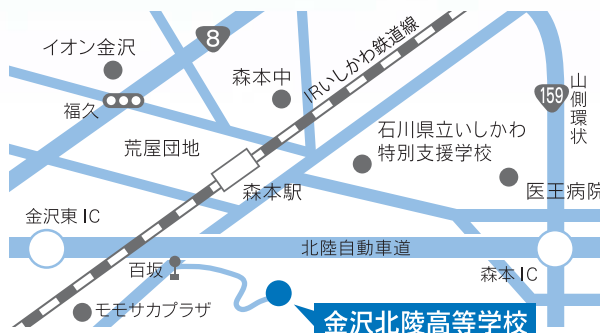 イオン金沢
8
IRいしかわ鉄道線
森本中
福久
159
山側環状
荒屋団地
石川県立いしかわ
特別支援学校
森本駅
医王病院
金沢東IC
北陸自動車道
百坂
森本IC
モモサカプラザ
金沢北陵高等学校